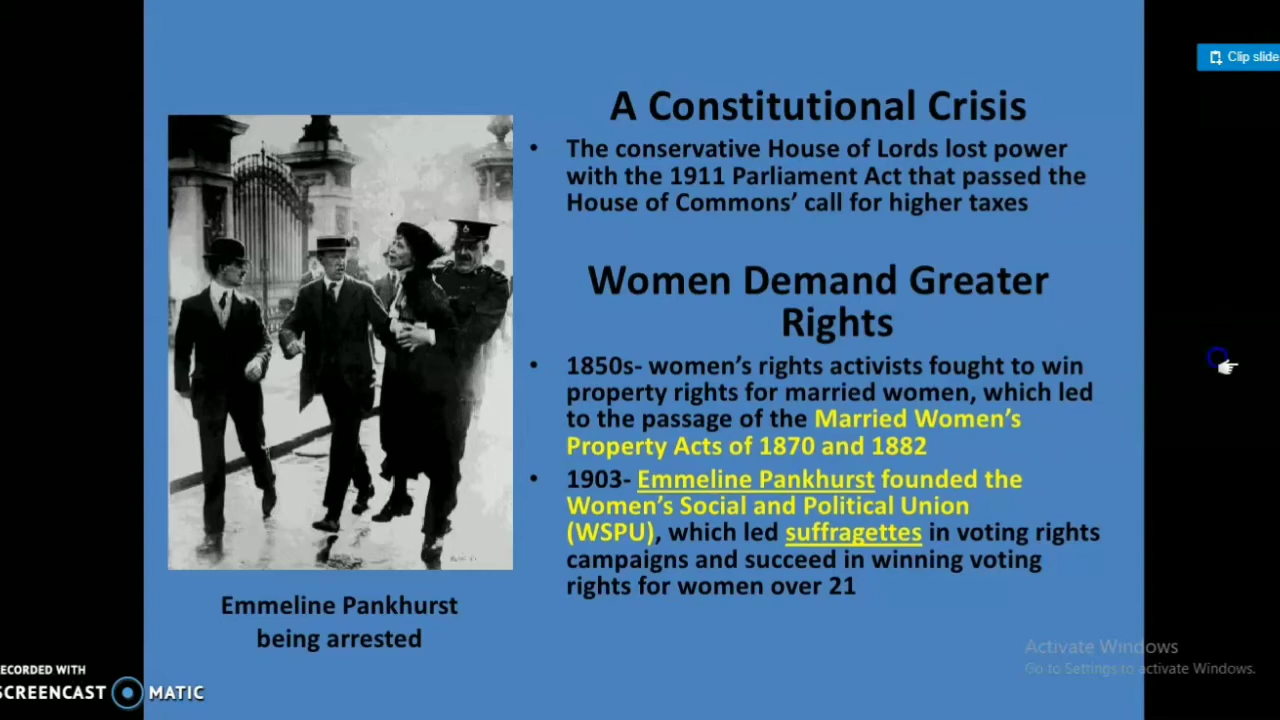 Clip slide
A Constitutional Crisis
• The conservative House of Lords lost power
with the 1911 Parliament Act that passed the
House of Commons’ call for higher taxes
Women Demand Greater
Rights
• 1850s- women’s rights activists fought to win
property rights for married women, which led
to the passage of the Married Women’s
Property Acts of 1870 and 1882
• 1903- Emmeline Pankhurst founded the
Women’s Social and Political Union
(WSPU), which led suffragettes in voting rights
campaigns and succeed in winning voting
rights for women over 21
Emmeline Pankhurst
being arrested
Activate Windows
Go to Settings to activate Windows.
ECORDED WITH
SCREENCAST MATIC